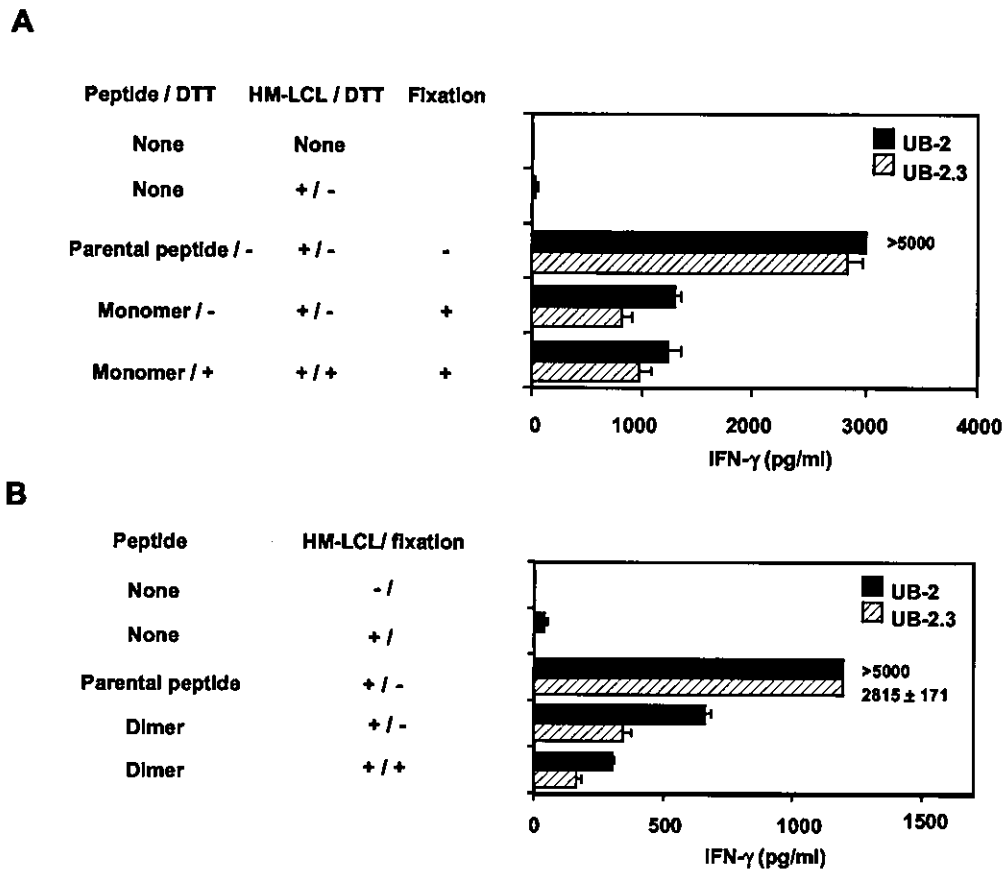 A
Peptide / DTT HM-LCL / DTT Fixation
None None
None + / -
Parental peptide / - + / - -
Monomer / - + / - +
Monomer / + + / + +
UB-2
UB-2.3
>5000
0 1000 2000 3000 4000
IFN-γ (pg/ml)
B
Peptide HM-LCL/ fixation
None - /
None + /
Parental peptide + / -
Dimer + / -
Dimer + / +
UB-2
UB-2.3
>5000
2815 ± 171
0 500 1000 1500
IFN-γ (pg/ml)